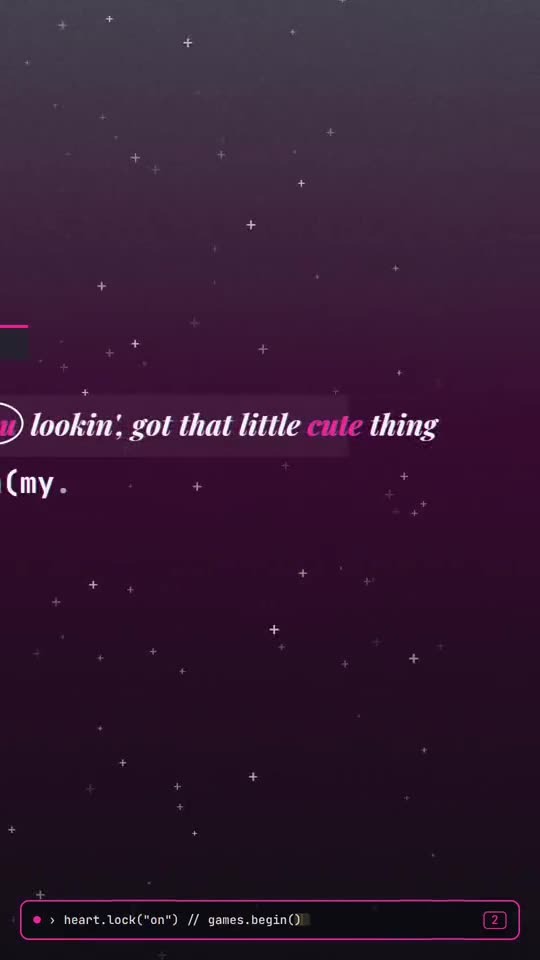 u lookin', got that little cute thing
(my.
› heart.lock("on") // games.begin()
2